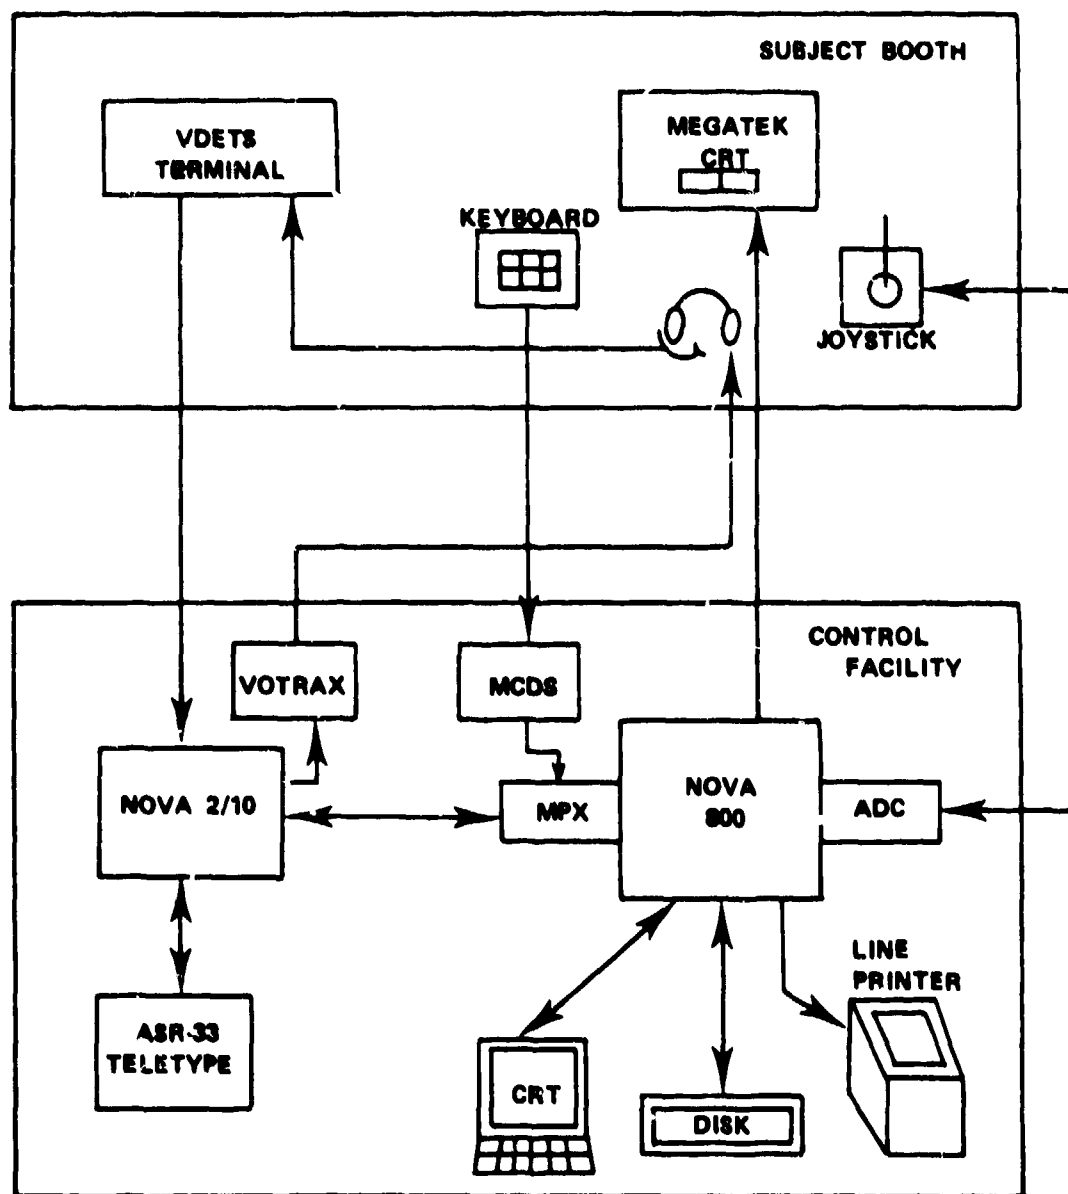 SUBJECT BOOTH
VDETS
TERMINAL
MEGATEK
CRT
KEYBOARD
JOYSTICK
CONTROL
FACILITY
VOTRAX
MCDS
NOVA 2/10
MPX
NOVA
800
ADC
LINE
PRINTER
ASR-33
TELETYPE
CRT
DISK